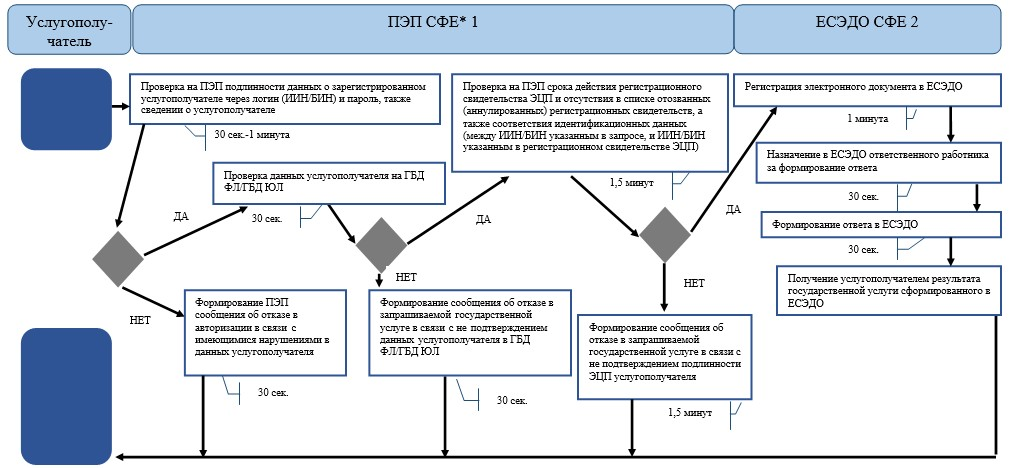 Услугополу-
чатель
ПЭП СФЕ* 1
ЕСЭДО СФЕ 2
Проверка на ПЭП подлинности данных о зарегистрированном
услугополучателе через логин (ИИН/БИН) и пароль, также
сведении о услугополучателе
30 сек.-1 минута
Проверка на ПЭП срока действия регистрационного
свидетельства ЭЦП и отсутствия в списке отозванных
(аннулированных) регистрационных свидетельств, а
также соответствия идентификационных данных
(между ИИН/БИН указанным в запросе, и ИИН/БИН
указанным в регистрационном свидетельстве ЭЦП)
1,5 минут
Регистрация электронного документа в ЕСЭДО
1 минута
Проверка данных услугополучателя на ГБД
ФЛ/ГБД ЮЛ
30 сек.
Назначение в ЕСЭДО ответственного работника
за формирование ответа
30 сек.
ДА
ДА
ДА
Формирование ответа в ЕСЭДО
30 сек.
НЕТ
НЕТ
НЕТ
Получение услугополучателем результата
государственной услуги сформированного в
ЕСЭДО
Формирование ПЭП
сообщения об отказе в
авторизации в связи с
имеющимися нарушениями в
данных услугополучателя
30 сек.
Формирование сообщения об отказе в
запрашиваемой государственной
услуге в связи с не подтверждением
данных услугополучателя в ГБД
ФЛ/ГБД ЮЛ
30 сек.
Формирование сообщения об
отказе в запрашиваемой
государственной услуге в связи с
не подтверждением подлинности
ЭЦП услугополучателя
1,5 минут